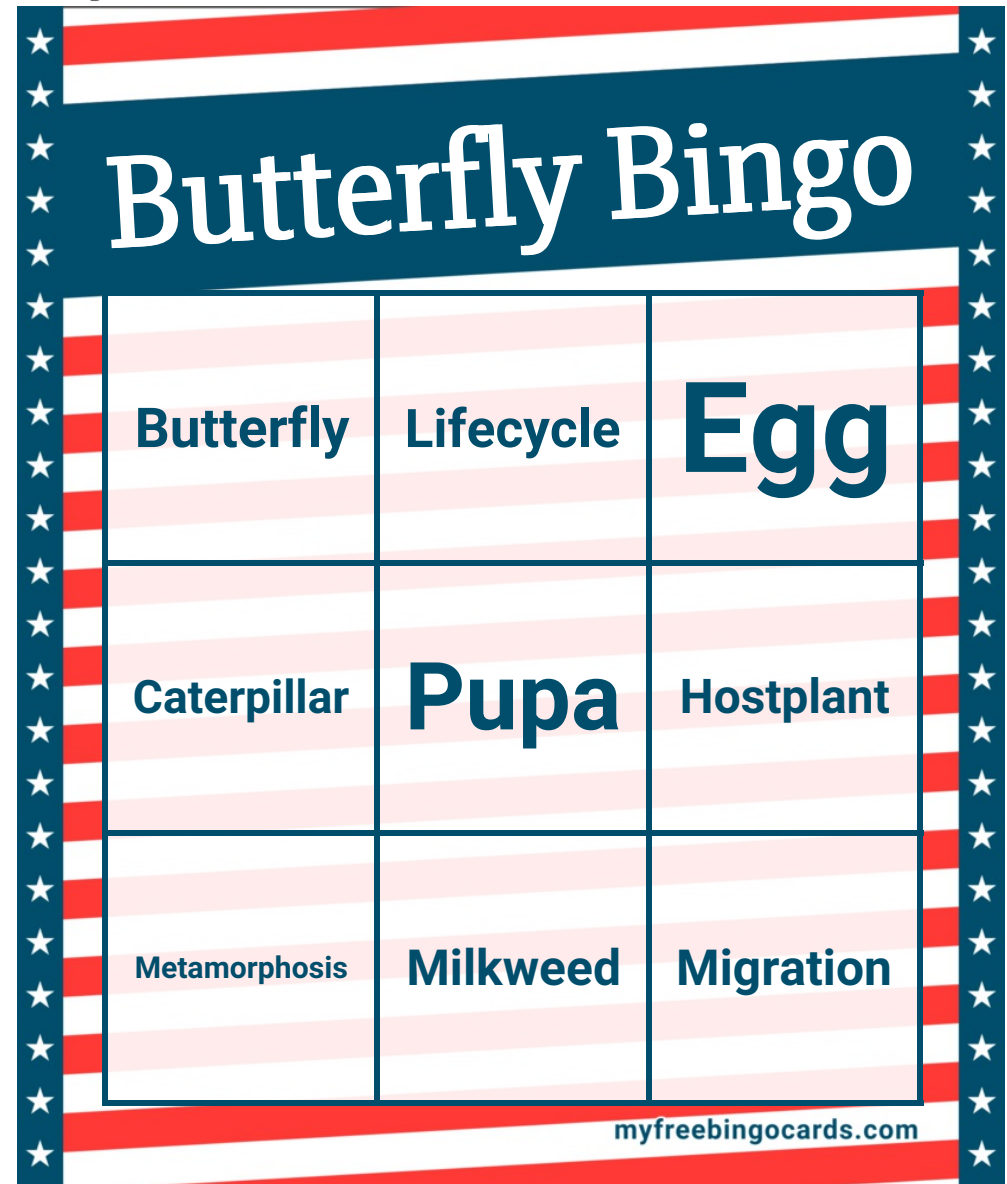 Butterfly Bingo
Butterfly
Lifecycle
Egg
Caterpillar
Pupa
Hostplant
Metamorphosis
Milkweed
Migration
myfreebingocards.com